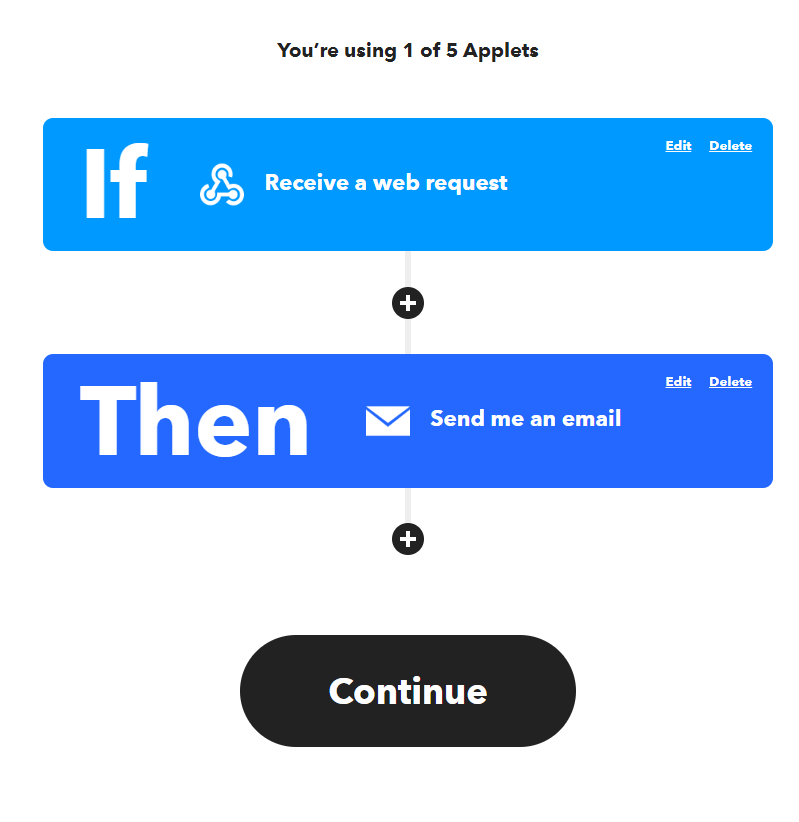 You're using 1 of 5 Applets
Edit Delete
If Receive a web request
Edit Delete
Then Send me an email
Continue